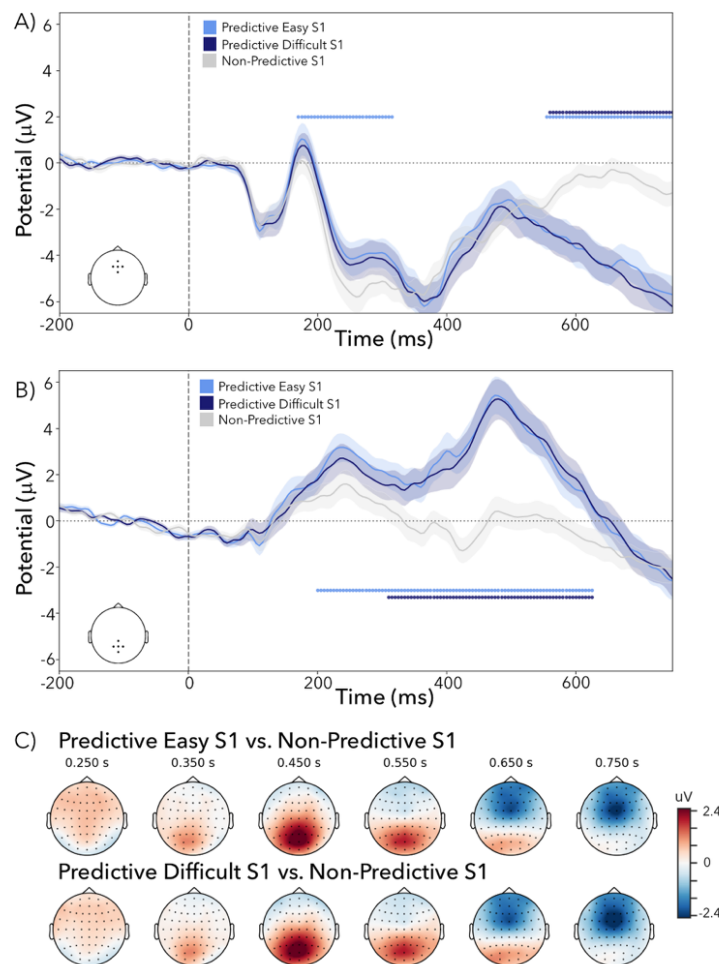 A)
6
4
2
0
-2
-4
-6
Potential (μV)
Predictive Easy S1
Predictive Difficult S1
Non-Predictive S1
-200
0
200
400
600
Time (ms)
B)
6
4
2
0
-2
-4
-6
Potential (μV)
Predictive Easy S1
Predictive Difficult S1
Non-Predictive S1
-200
0
200
400
600
Time (ms)
C)
Predictive Easy S1 vs. Non-Predictive S1
0.250 s 0.350 s 0.450 s 0.550 s 0.650 s 0.750 s
Predictive Difficult S1 vs. Non-Predictive S1
uV
2.4
0
-2.4